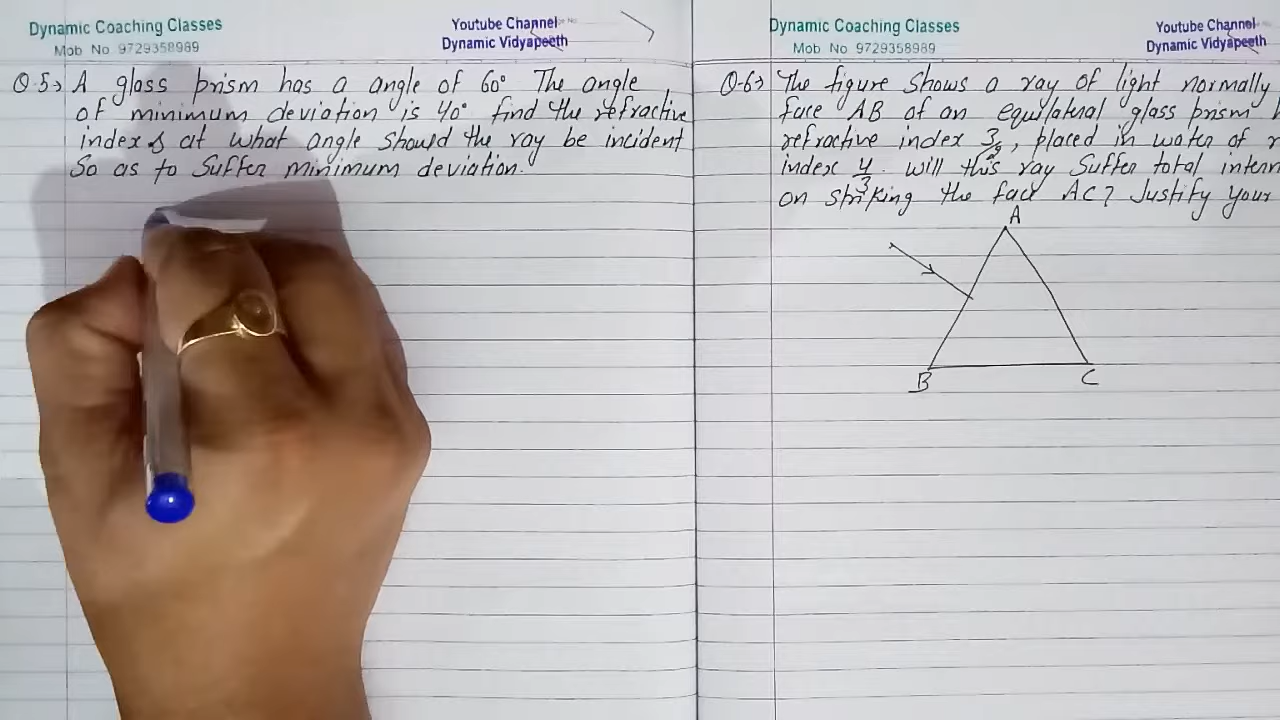 Dynamic Coaching Classes
Mob No 9729358989
Youtube Channel
Dynamic Vidyapeeth
Q.5> A glass prism has a angle of 60° The angle
of minimum deviation is 40° find the refractive
index & at what angle should the ray be incident
So as to Suffer minimum deviation.
Dynamic Coaching Classes
Mob No. 9729358989
Youtube Channel
Dynamic Vidyapeeth
Q.6> The figure shows a ray of light normally
face AB of an equilateral glass prism
refractive index 3/2, placed in water of
index 4/3. will this ray Suffer total intern
on striking the face AC? Justify Your
A
B
C